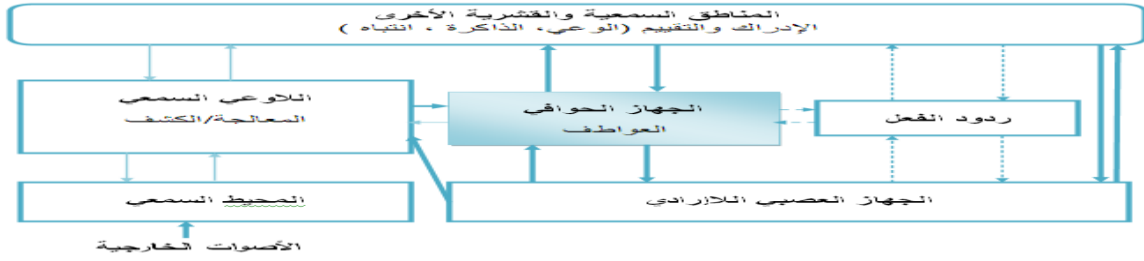 المناطق السمعية والقشرية الأخرى
الإدراك والتقييم (الوعي، الذاكرة ، انتباه )
اللاوعي السمعي
المعالجة/الكشف
الجهاز الحوافي
العواطف
ردود الفعل
المحيط السمعي
الجهاز العصبي اللاإرادي
الأصوات الخارجية